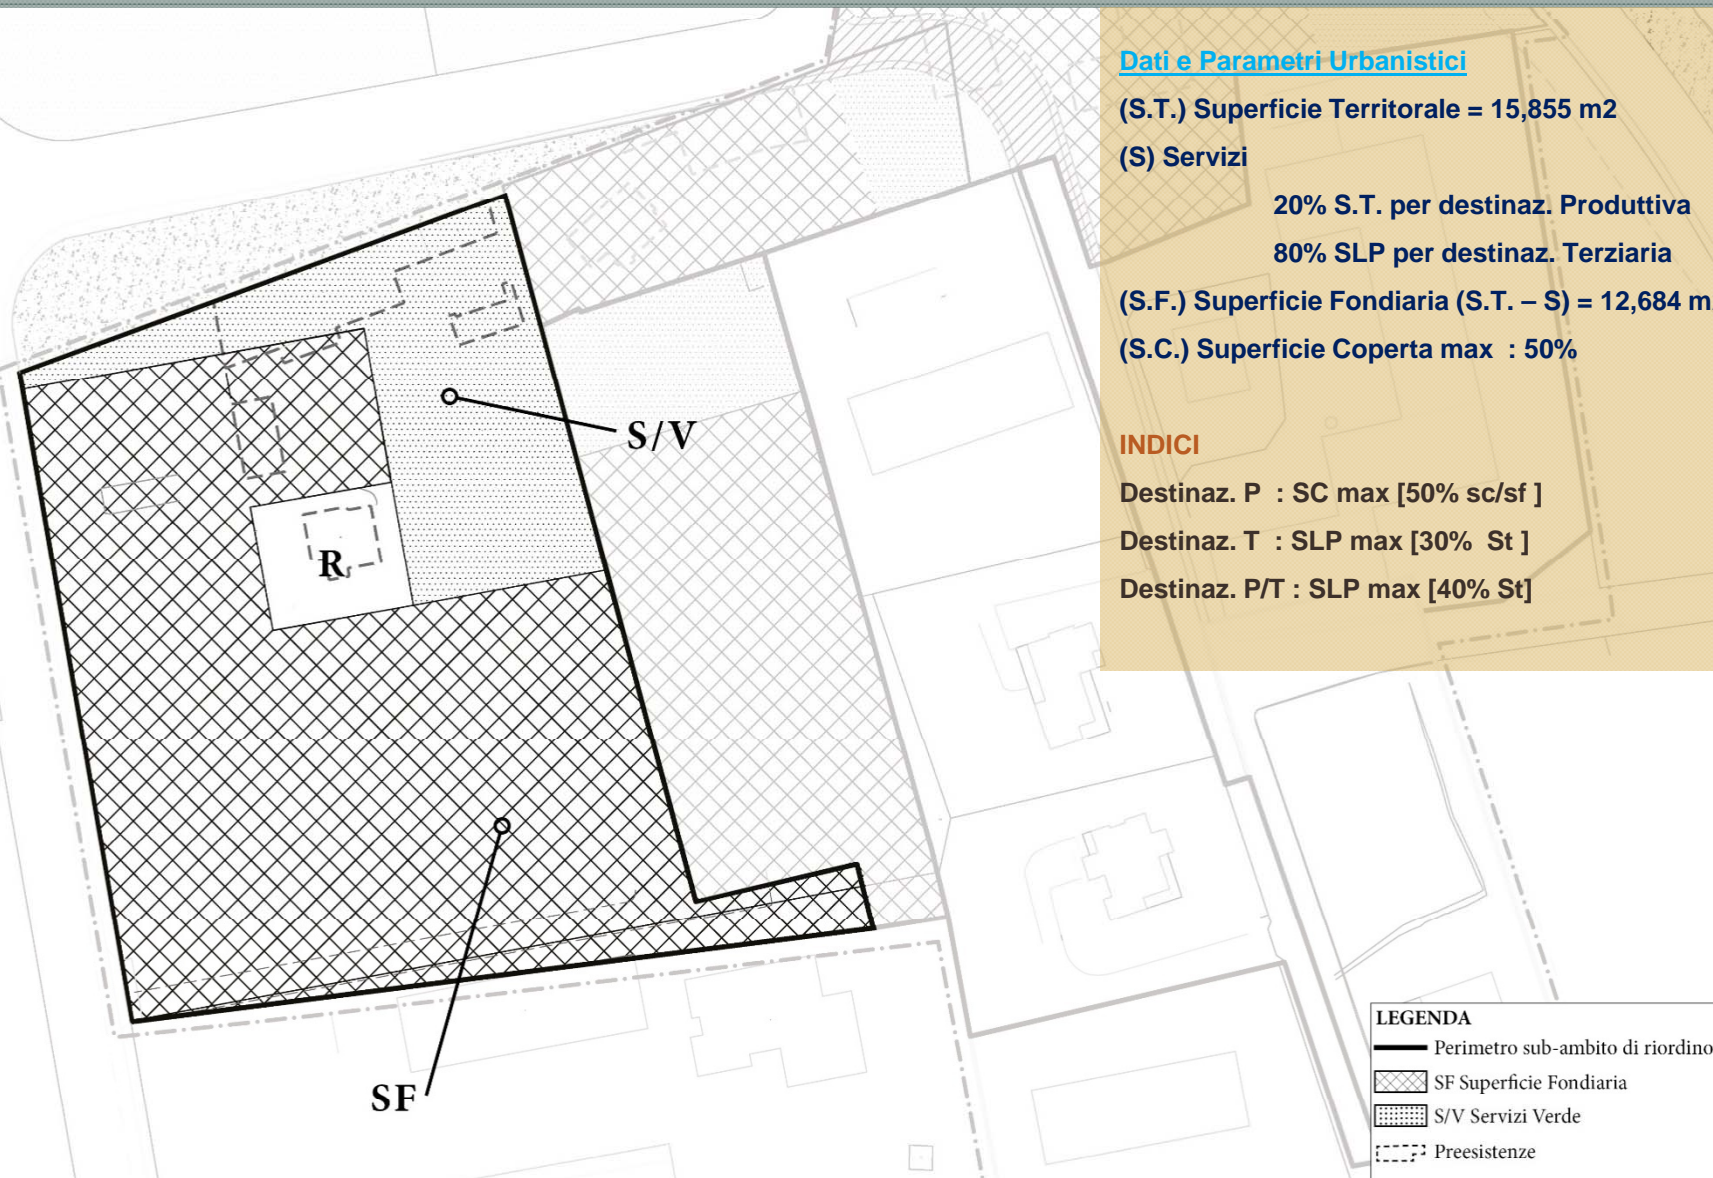 Dati e Parametri Urbanistici
(S.T.) Superficie Territorale = 15,855 m2
(S) Servizi
20% S.T. per destinaz. Produttiva
80% SLP per destinaz. Terziaria
(S.F.) Superficie Fondiaria (S.T. – S) = 12,684 m
(S.C.) Superficie Coperta max : 50%
INDICI
Destinaz. P : SC max [50% sc/sf ]
Destinaz. T : SLP max [30% St ]
Destinaz. P/T : SLP max [40% St]
S/V
R
SF
LEGENDA
Perimetro sub-ambito di riordino
SF Superficie Fondiaria
S/V Servizi Verde
Preesistenze